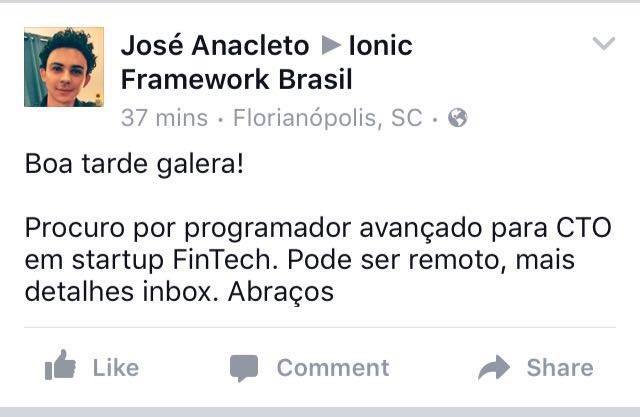 José Anacleto ▶ Ionic
Framework Brasil
37 mins · Florianópolis, SC ·
Boa tarde galera!
Procuro por programador avançado para CTO
em startup FinTech. Pode ser remoto, mais
detalhes inbox. Abraços
Like Comment Share